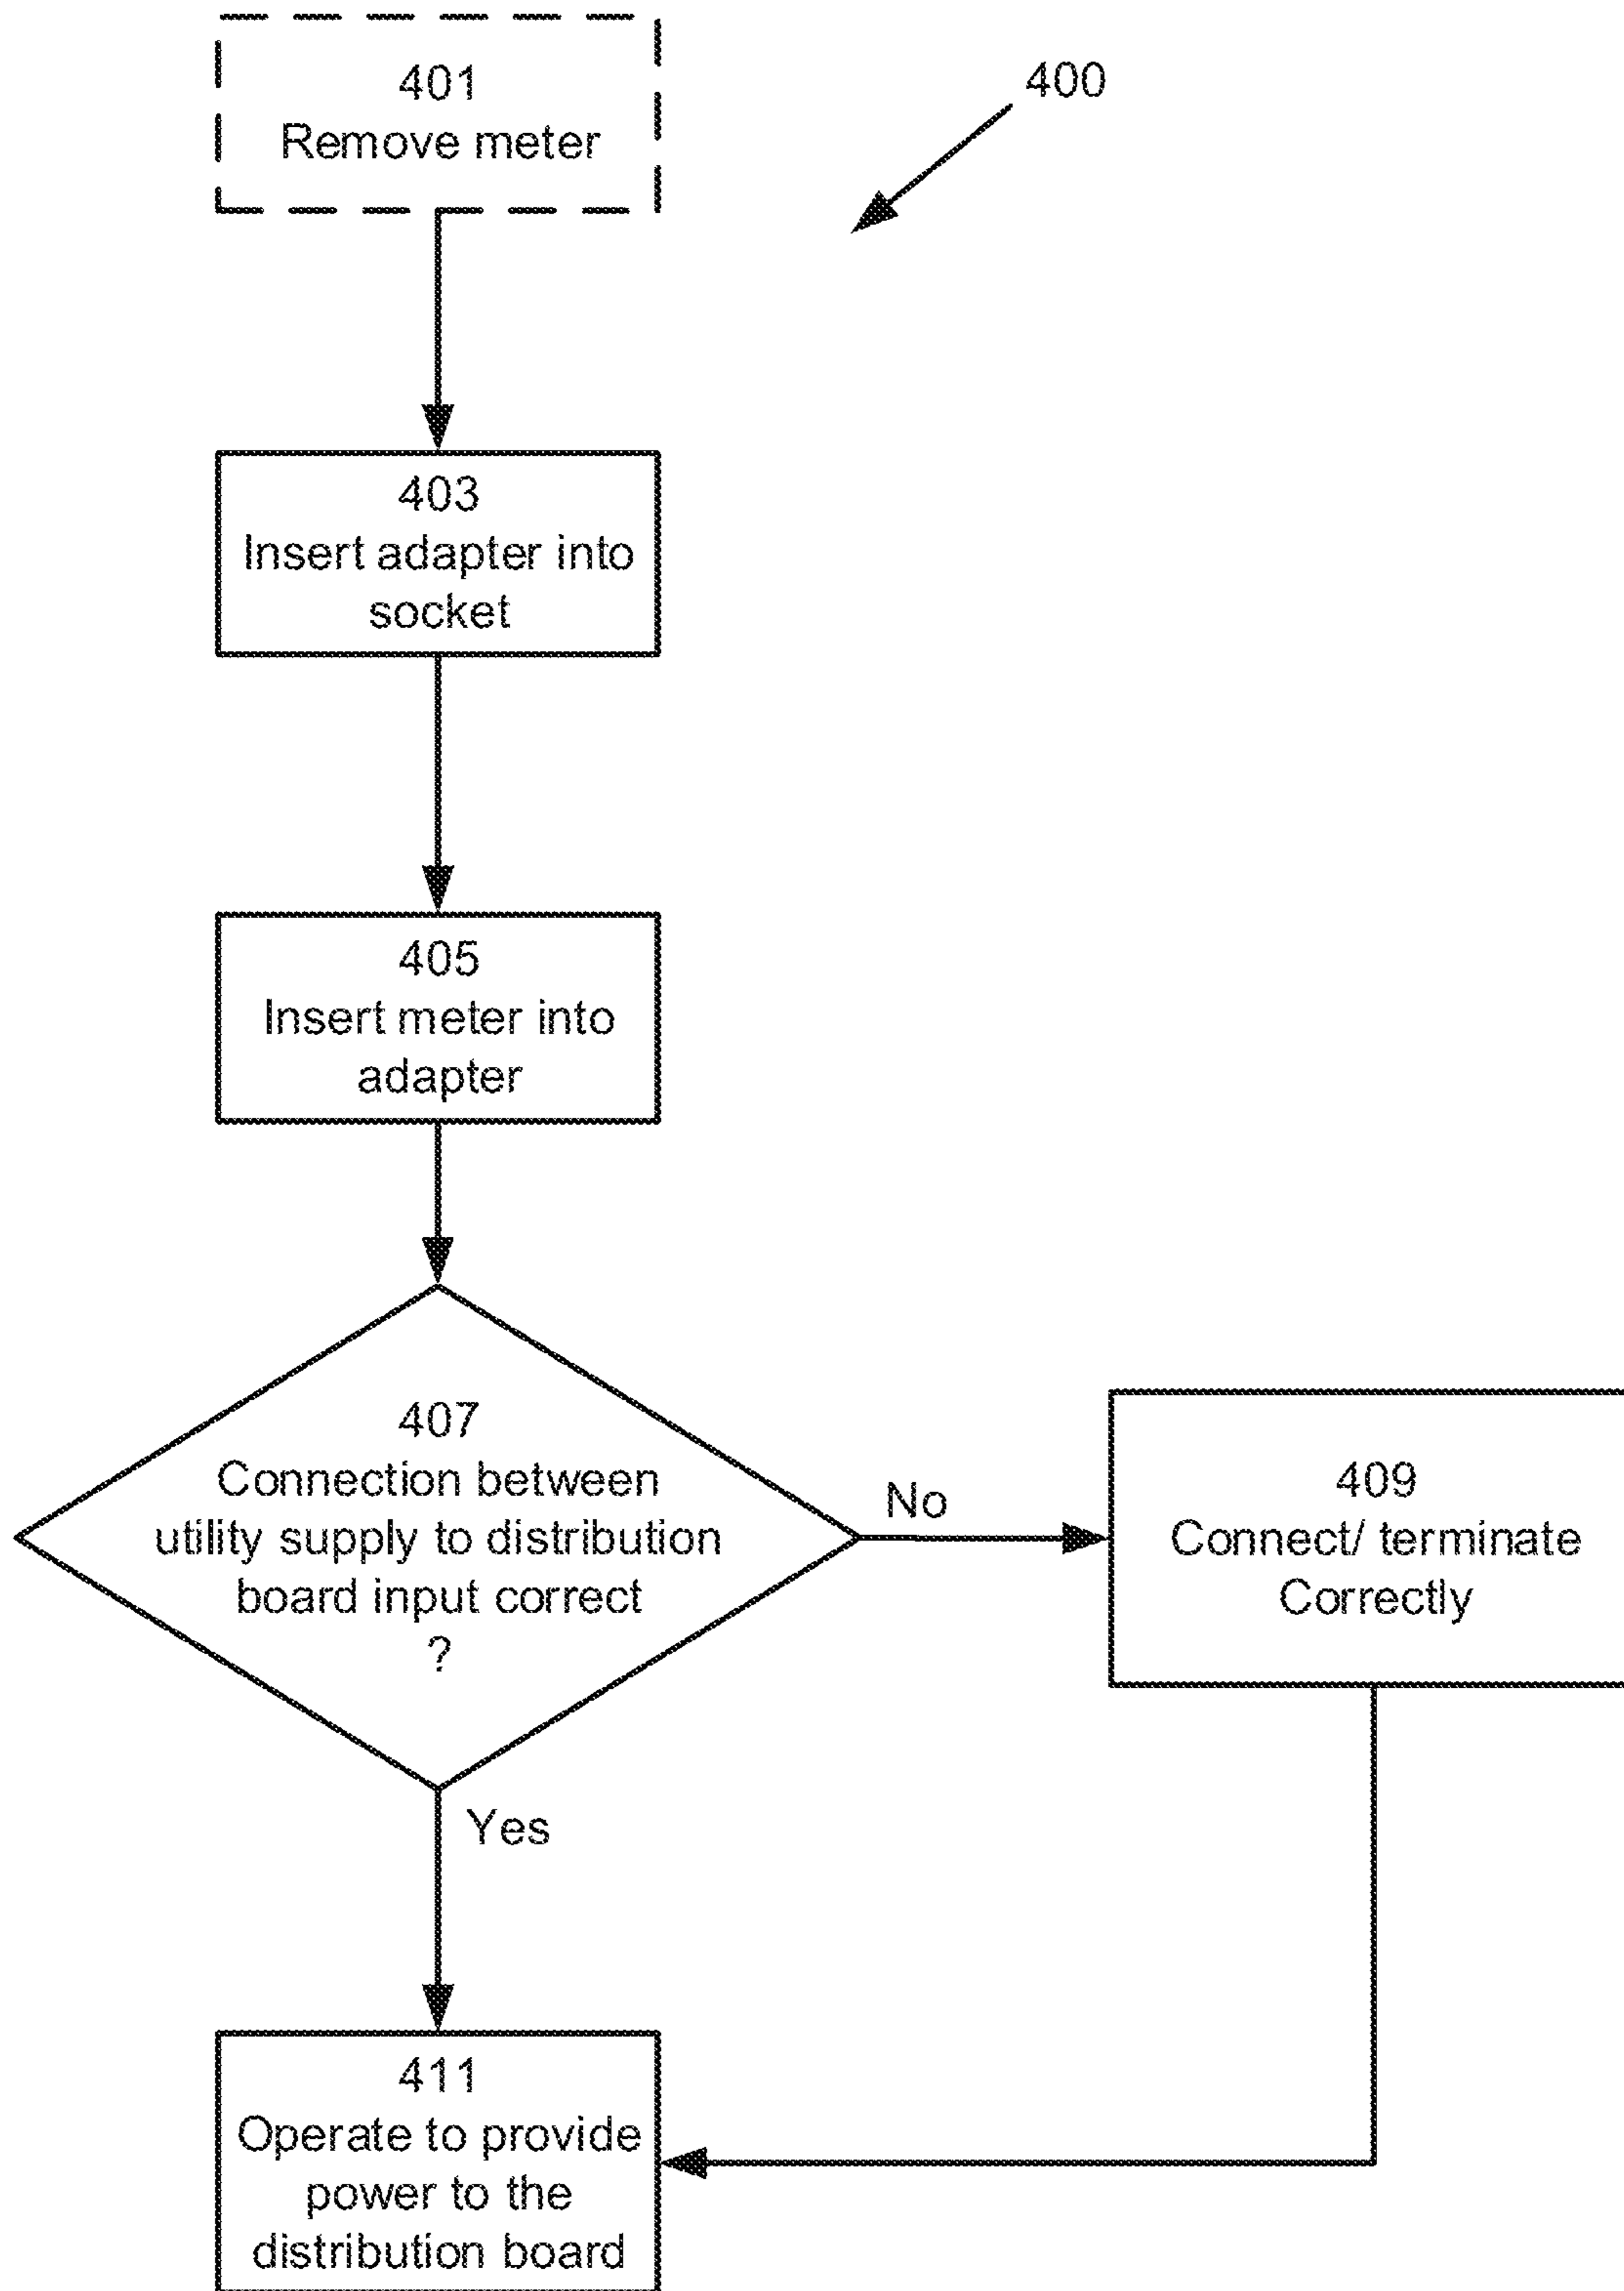 401
Remove meter
400
403
Insert adapter into
socket
405
Insert meter into
adapter
407
Connection between
utility supply to distribution
board input correct
?
No
409
Connect/ terminate
Correctly
Yes
411
Operate to provide
power to the
distribution board